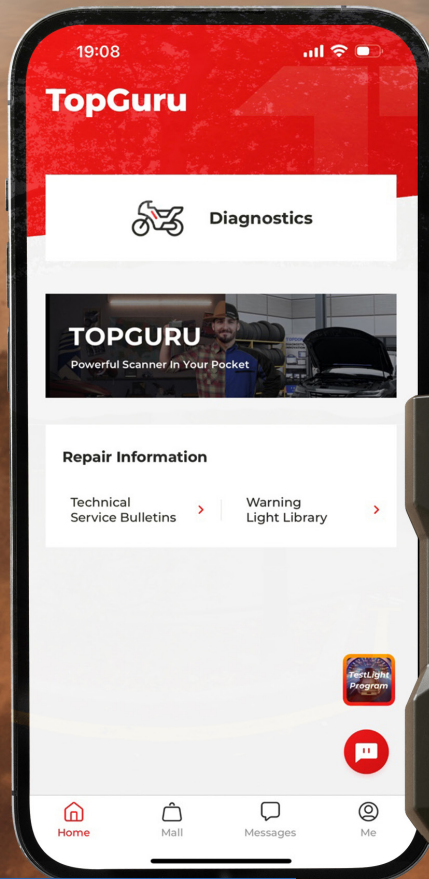 19:08
TopGuru
Diagnostics
TOPGURU
Powerful Scanner In Your Pocket
Repair Information
Technical
Service Bulletins
Warning
Light Library
TestLight
Program
Home
Mall
Messages
Me